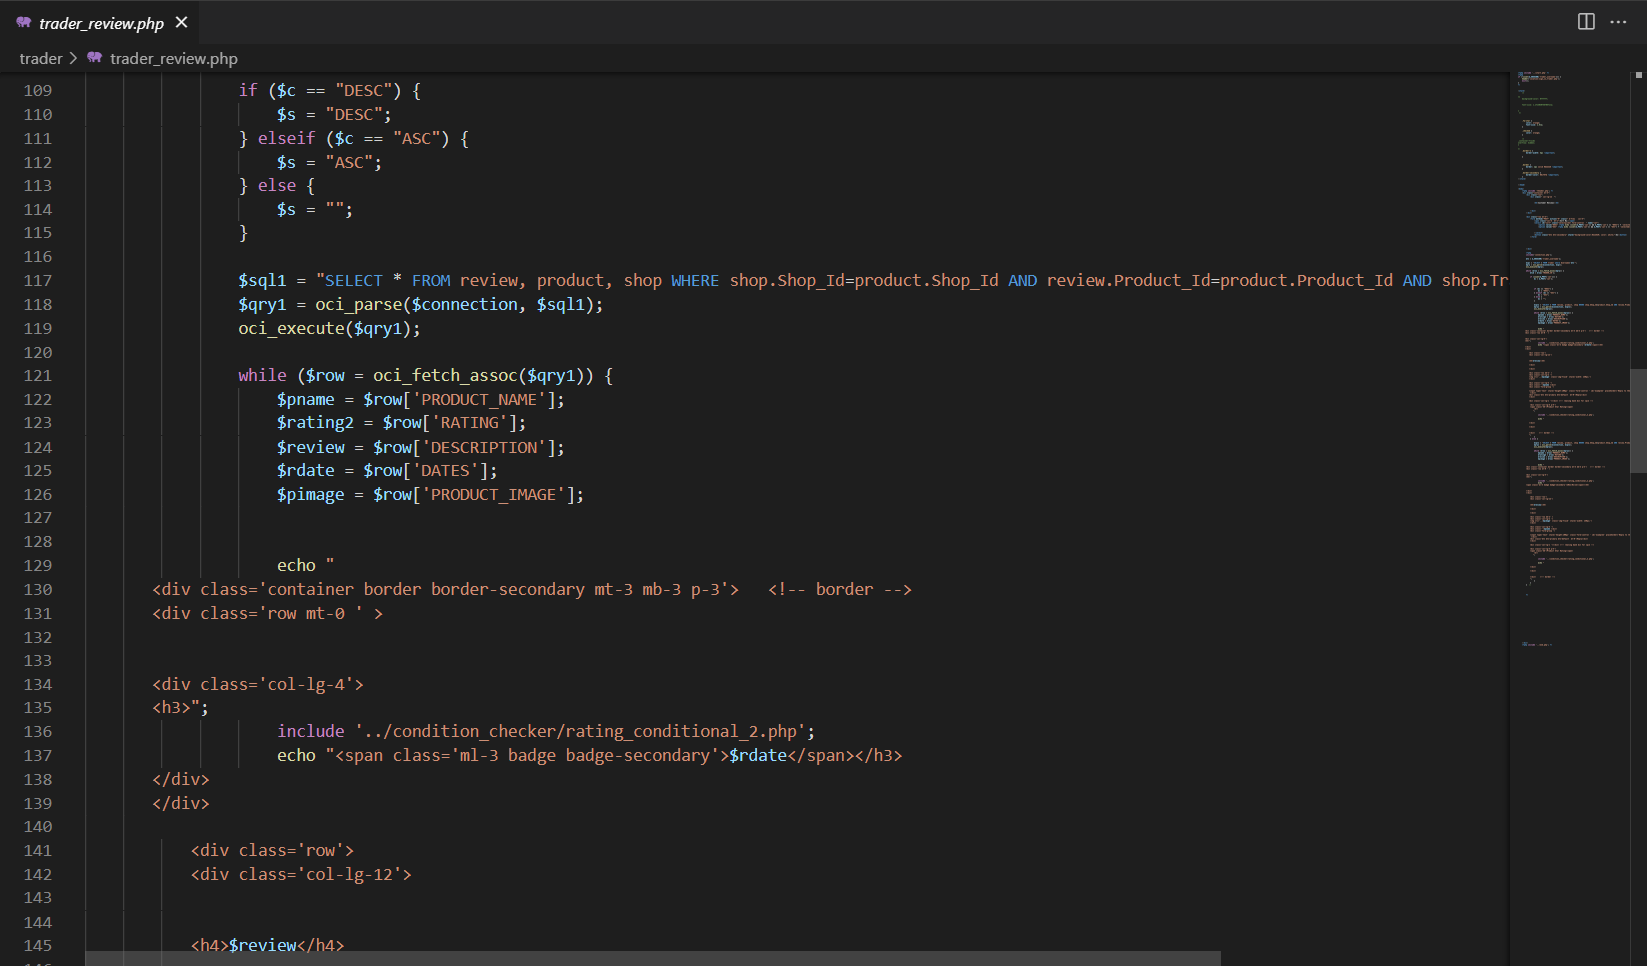 trader_review.php
trader > trader_review.php
109 if ($c == "DESC") {
110 $s = "DESC";
111 } elseif ($c == "ASC") {
112 $s = "ASC";
113 } else {
114 $s = "";
115 }
116
117 $sql1 = "SELECT * FROM review, product, shop WHERE shop.Shop_Id=product.Shop_Id AND review.Product_Id=product.Product_Id AND shop.Tr
118 $qry1 = oci_parse($connection, $sql1);
119 oci_execute($qry1);
120
121 while ($row = oci_fetch_assoc($qry1)) {
122 $pname = $row['PRODUCT_NAME'];
123 $rating2 = $row['RATING'];
124 $review = $row['DESCRIPTION'];
125 $rdate = $row['DATES'];
126 $pimage = $row['PRODUCT_IMAGE'];
127
128
129 echo "
130 <div class='container border border-secondary mt-3 mb-3 p-3'> <!-- border -->
131 <div class='row mt-0 ' >
132
133
134 <div class='col-lg-4'>
135 <h3>";
136 include '../condition_checker/rating_conditional_2.php';
137 echo "<span class='ml-3 badge badge-secondary'>$rdate</span></h3>
138 </div>
139 </div>
140
141 <div class='row'>
142 <div class='col-lg-12'>
143
144
145 <h4>$review</h4>